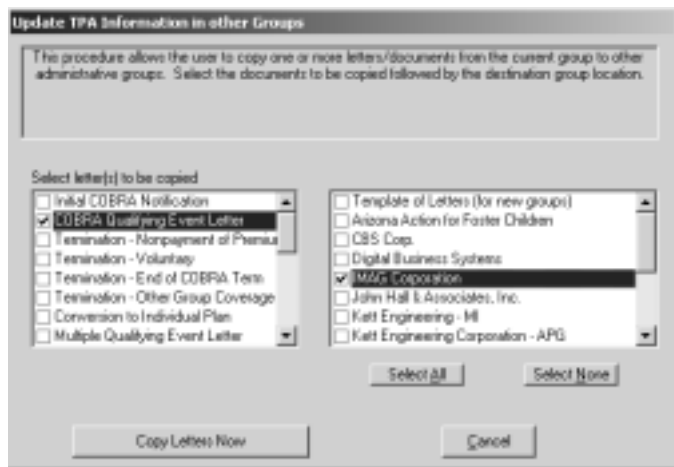 Update TPA Information in other Groups
This procedure allows the user to copy one or more letters/documents from the current group to other
administrative groups. Select the documents to be copied followed by the destination group location.
Select letter(s) to be copied
Initial COBRA Notification
COBRA Qualifying Event Letter
Termination - Nonpayment of Premiu
Termination - Voluntary
Termination - End of COBRA Term
Termination - Other Group Coverage
Conversion to Individual Plan
Multiple Qualifying Event Letter
Template of Letters (for new groups)
Arizona Action for Foster Children
CBS Corp.
Digital Business Systems
IMAG Corporation
John Hall & Associates, Inc.
Kett Engineering - MI
Kett Engineering Corporation - APG
Select All
Select None
Copy Letters Now
Cancel